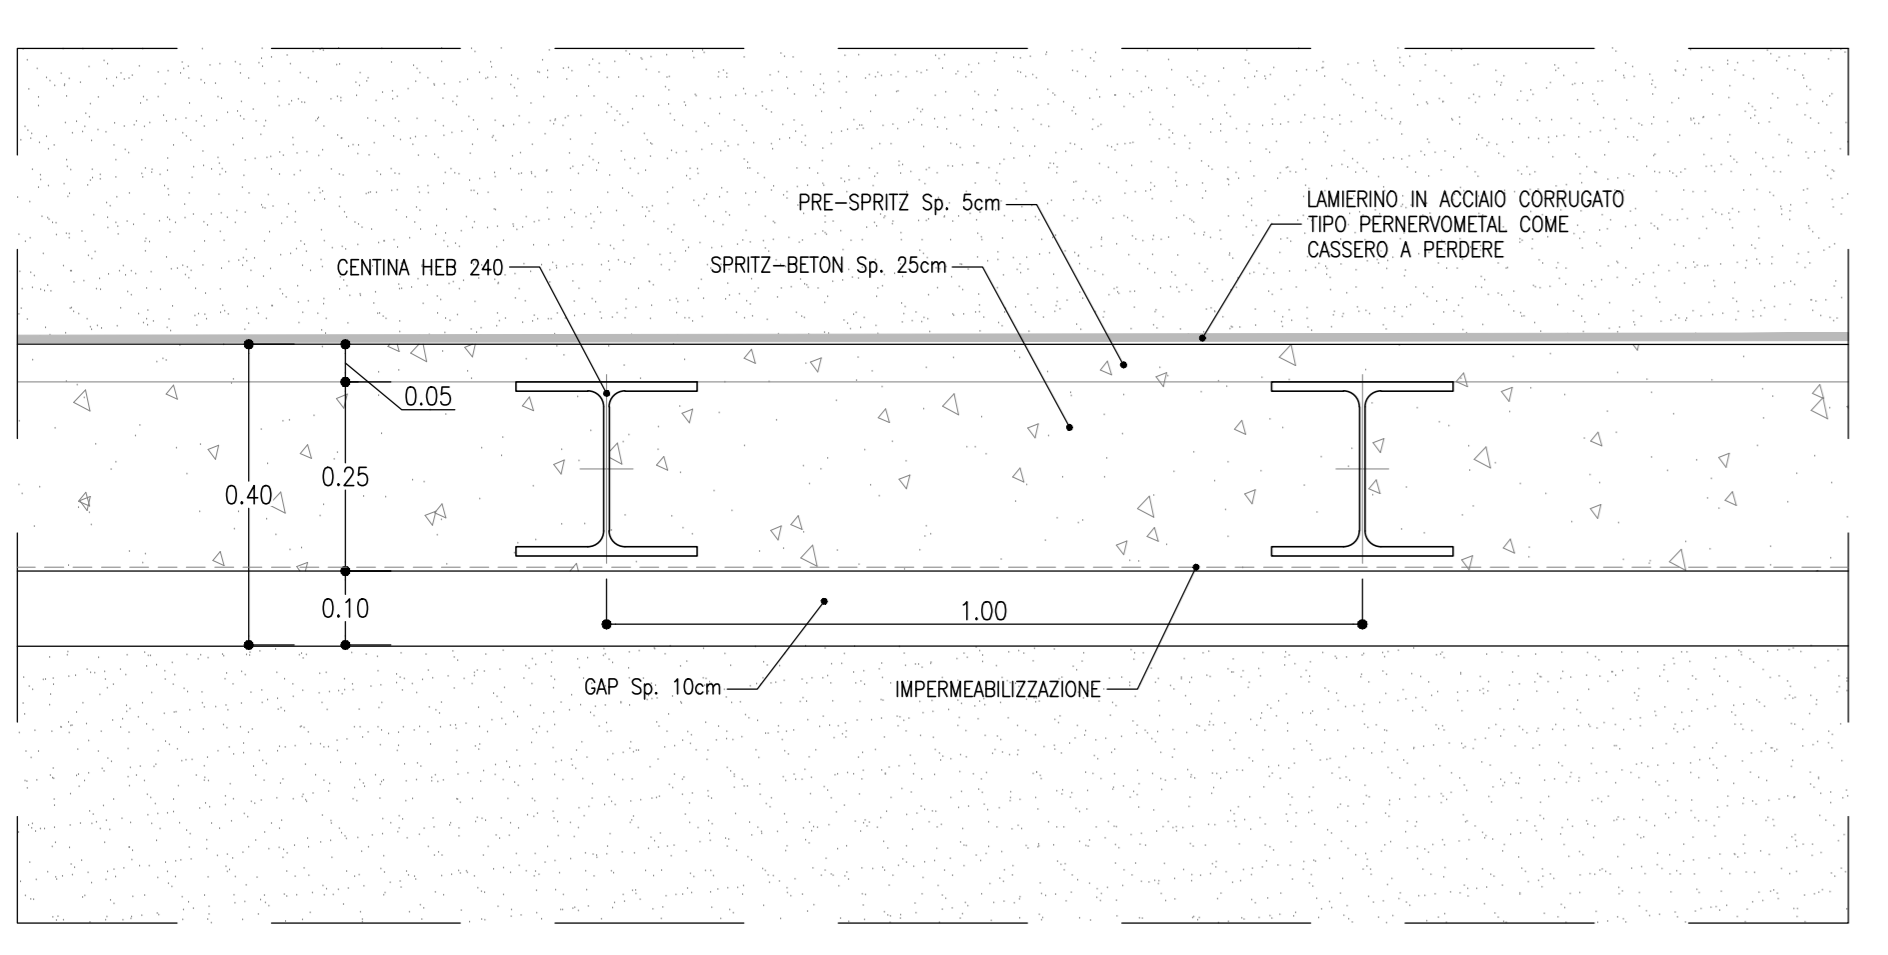 PRE-SPRITZ Sp. 5cm
LAMIERINO IN ACCIAIO CORRUGATO
TIPO PERNERVOMETAL COME
CASSERO A PERDERE
CENTINA HEB 240
SPRITZ-BETON Sp. 25cm
0.05
0.25
0.40
0.10
1.00
GAP Sp. 10cm
IMPERMEABILIZZAZIONE